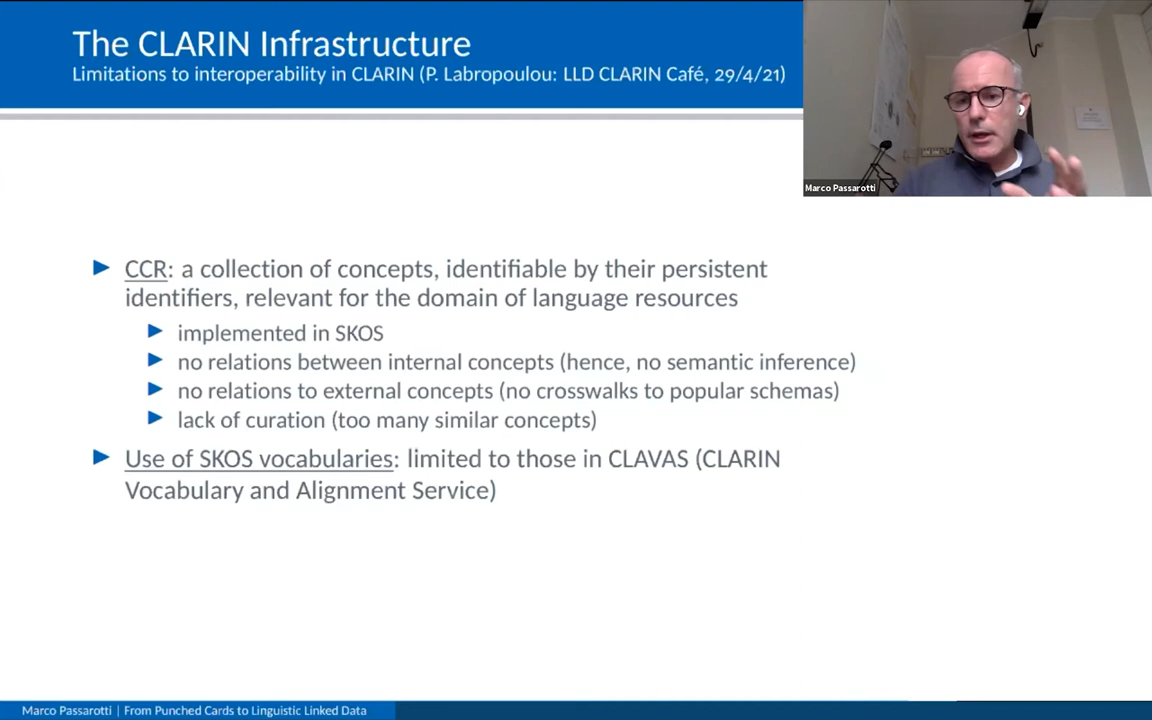 The CLARIN Infrastructure
Limitations to interoperability in CLARIN (P. Labropoulou: LLD CLARIN Café, 29/4/21)
Marco Passarotti
CCR: a collection of concepts, identifiable by their persistent
identifiers, relevant for the domain of language resources
implemented in SKOS
no relations between internal concepts (hence, no semantic inference)
no relations to external concepts (no crosswalks to popular schemas)
lack of curation (too many similar concepts)
Use of SKOS vocabularies: limited to those in CLAVAS (CLARIN
Vocabulary and Alignment Service)
Marco Passarotti | From Punched Cards to Linguistic Linked Data